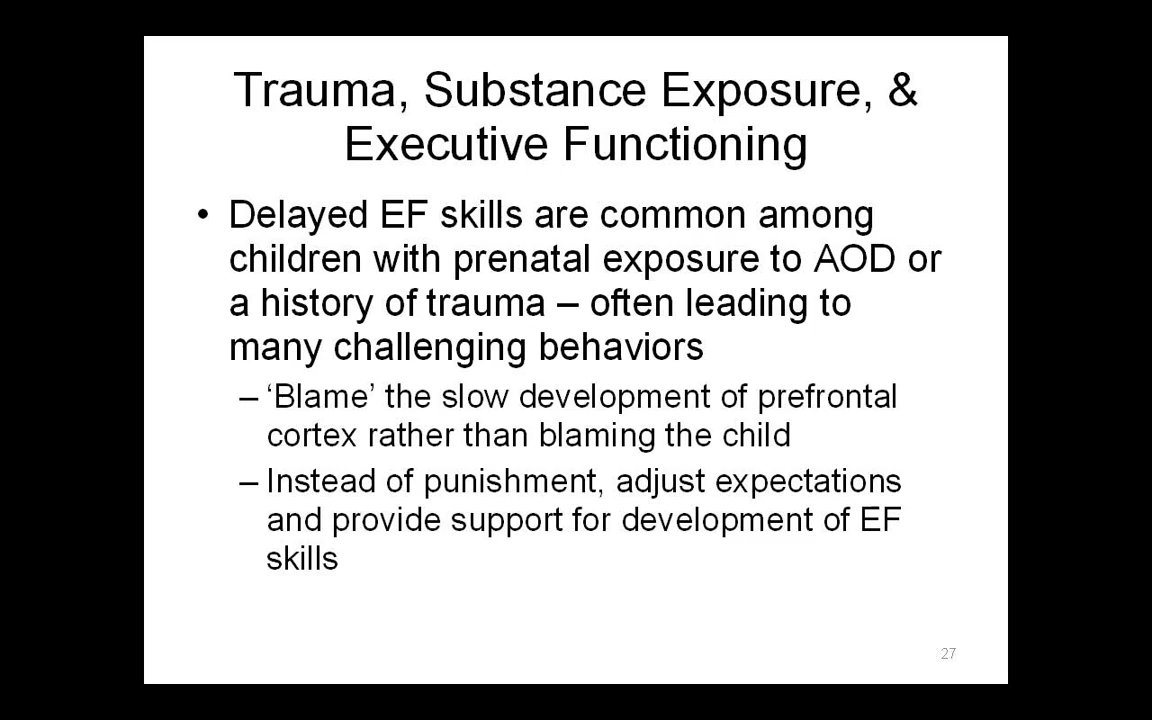 Trauma, Substance Exposure, &
Executive Functioning
• Delayed EF skills are common among
children with prenatal exposure to AOD or
a history of trauma – often leading to
many challenging behaviors
– ‘Blame’ the slow development of prefrontal
cortex rather than blaming the child
– Instead of punishment, adjust expectations
and provide support for development of EF
skills
27